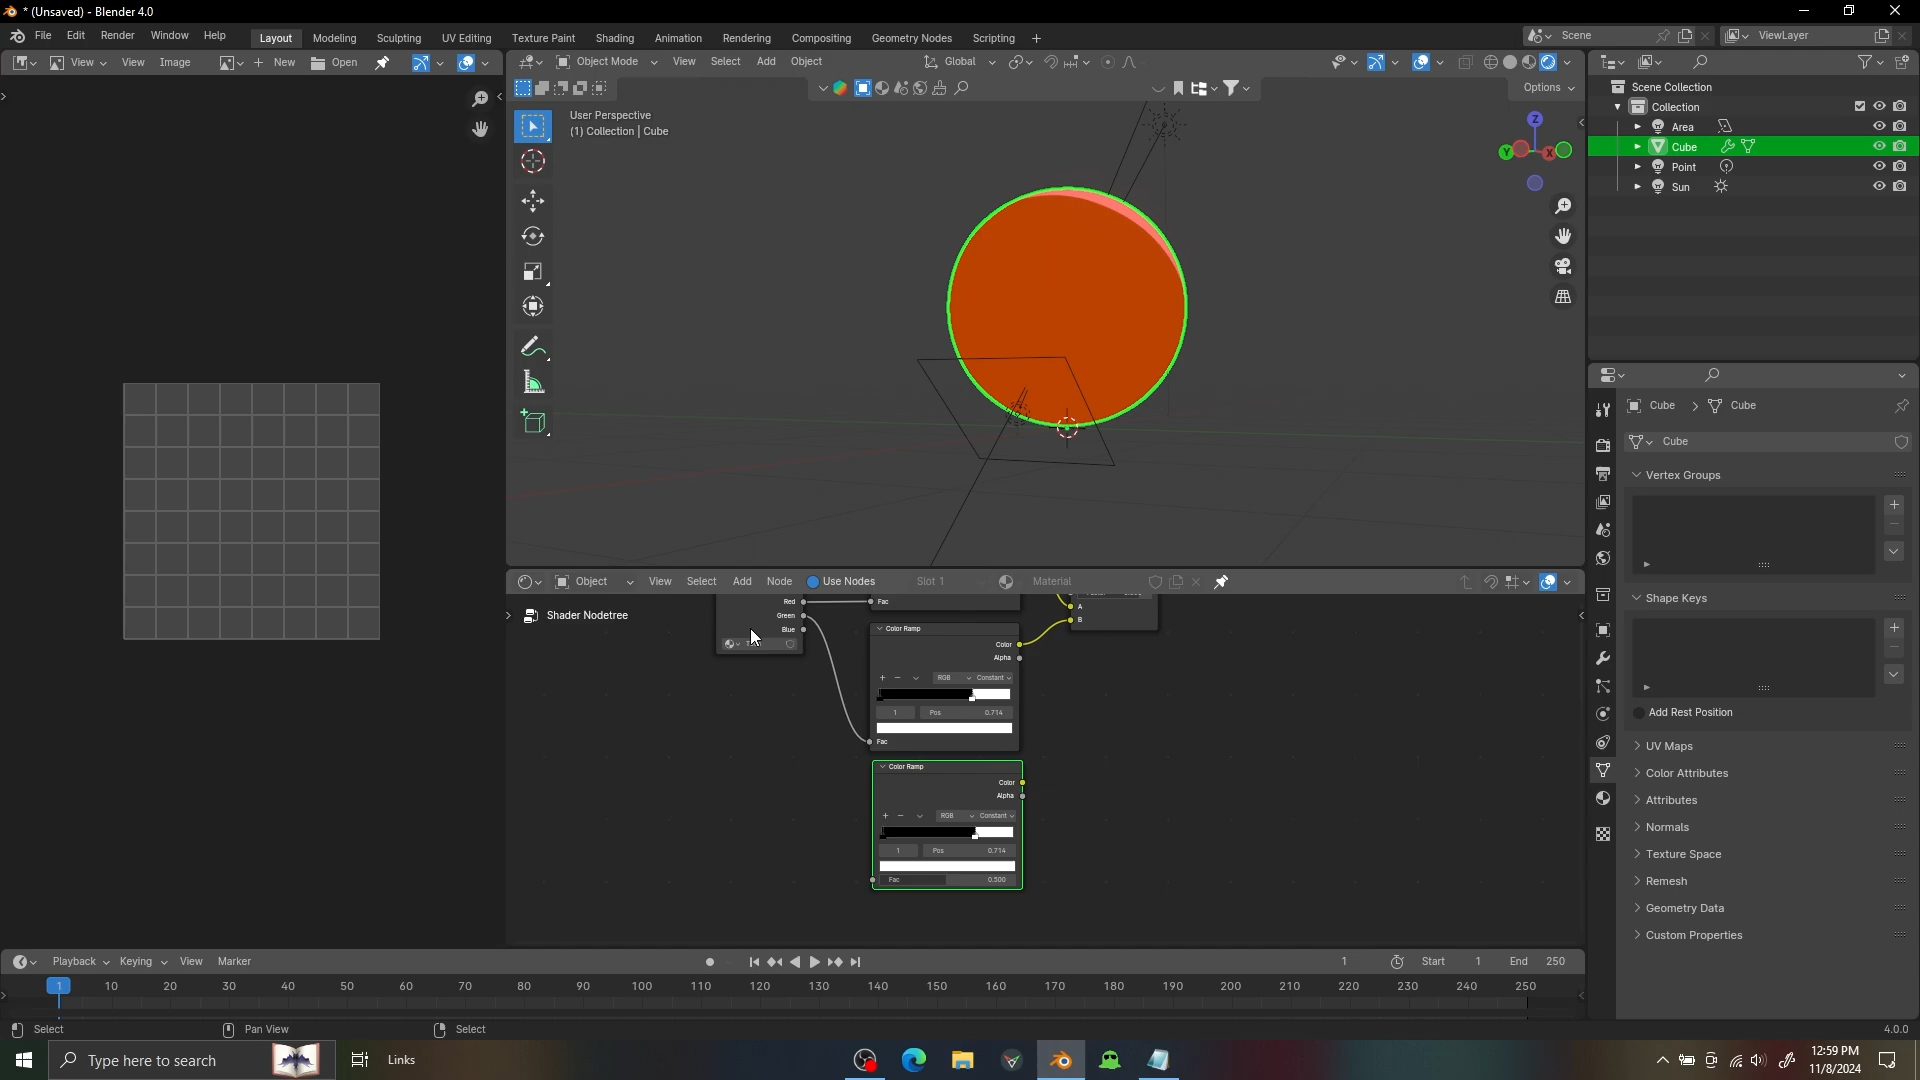 * (Unsaved) - Blender 4.0
File Edit Render Window Help
Layout Modeling Sculpting UV Editing Texture Paint Shading Animation Rendering Compositing Geometry Nodes Scripting +
Scene
ViewLayer
View View Image New Open
Object Mode View Select Add Object
Global
Options
User Perspective
(1) Collection | Cube
Z
Y
X
Scene Collection
Collection
Area
Cube
Point
Sun
Cube > Cube
Cube
Vertex Groups
Shape Keys
Add Rest Position
UV Maps
Color Attributes
Attributes
Normals
Texture Space
Remesh
Geometry Data
Custom Properties
Object View Select Add Node Use Nodes Slot 1 Material
Shader Nodetree
Red
Green
Blue
Fac
A
B
Color Ramp
Color
Alpha
RGB Constant
1 Pos 0.714
Fac
Color Ramp
Color
Alpha
RGB Constant
1 Pos 0.714
Fac 0.500
Playback Keying View Marker
1 Start 1 End 250
1 10 20 30 40 50 60 70 80 90 100 110 120 130 140 150 160 170 180 190 200 210 220 230 240 250
Select Pan View Select
4.0.0
Type here to search
Links
12:59 PM
11/8/2024